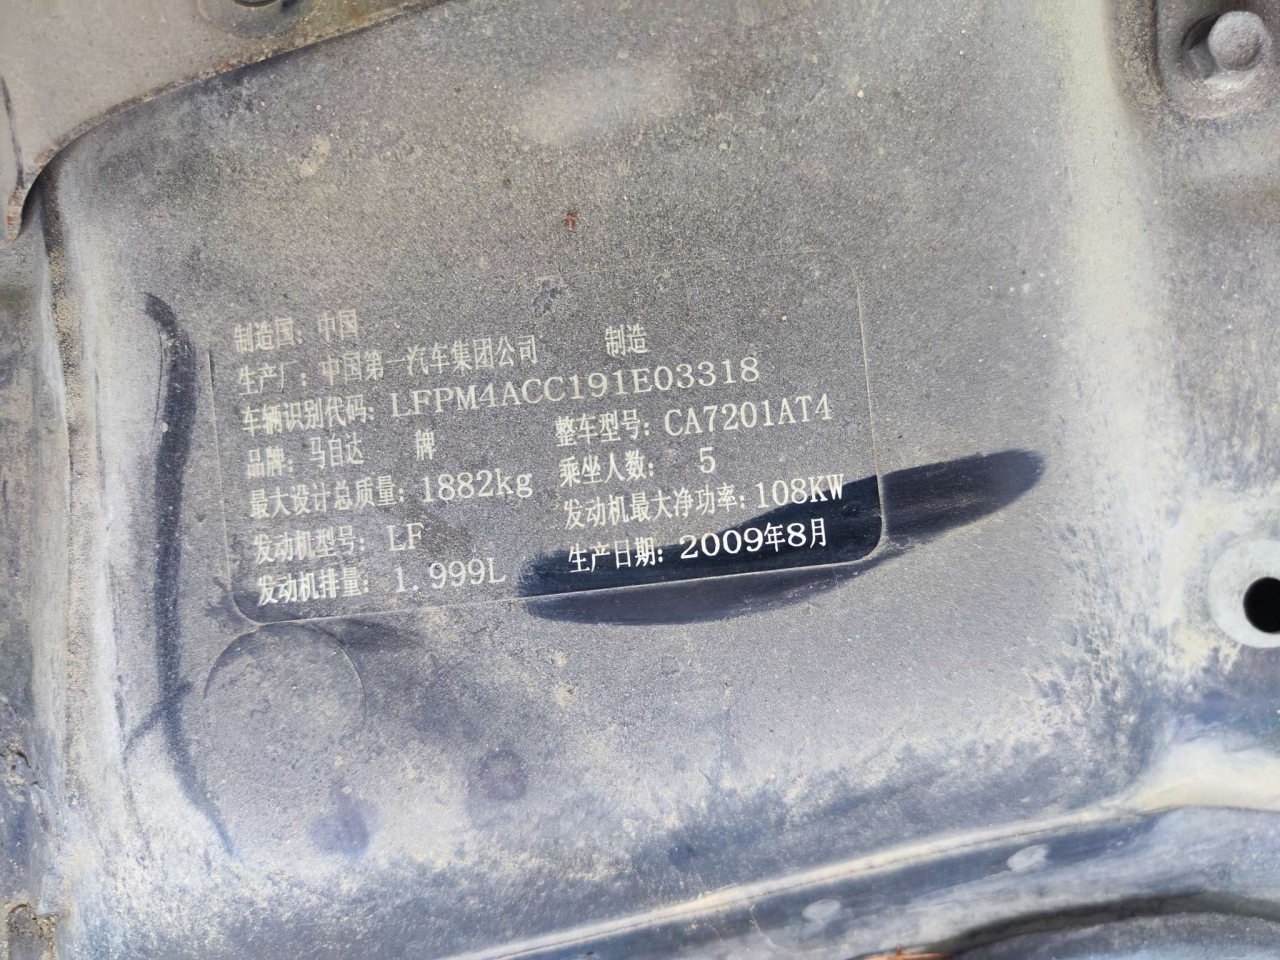 制造国：中国
生产厂：中国第一汽车集团公司 制造
车辆识别代码：LFPM4ACC191E03318
品牌：马自达 牌 整车型号：CA7201AT4
最大设计总质量：1882kg 乘坐人数： 5
发动机型号： LF 发动机最大净功率：108KW
发动机排量： 1.999L 生产日期：2009年8月